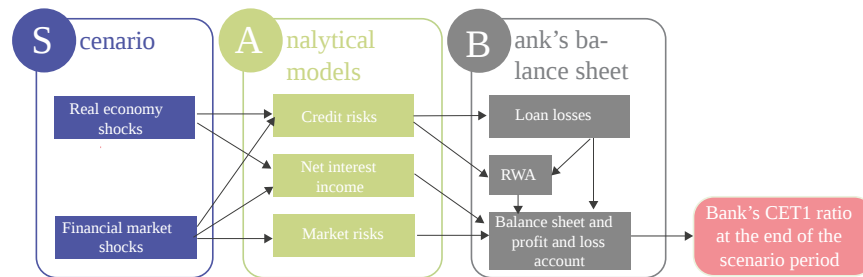 S cenario
Real economy
shocks
Financial market
shocks
A nalytical
models
Credit risks
Net interest
income
Market risks
B ank's ba-
lance sheet
Loan losses
RWA
Balance sheet and
profit and loss
account
Bank's CET1 ratio
at the end of the
scenario period